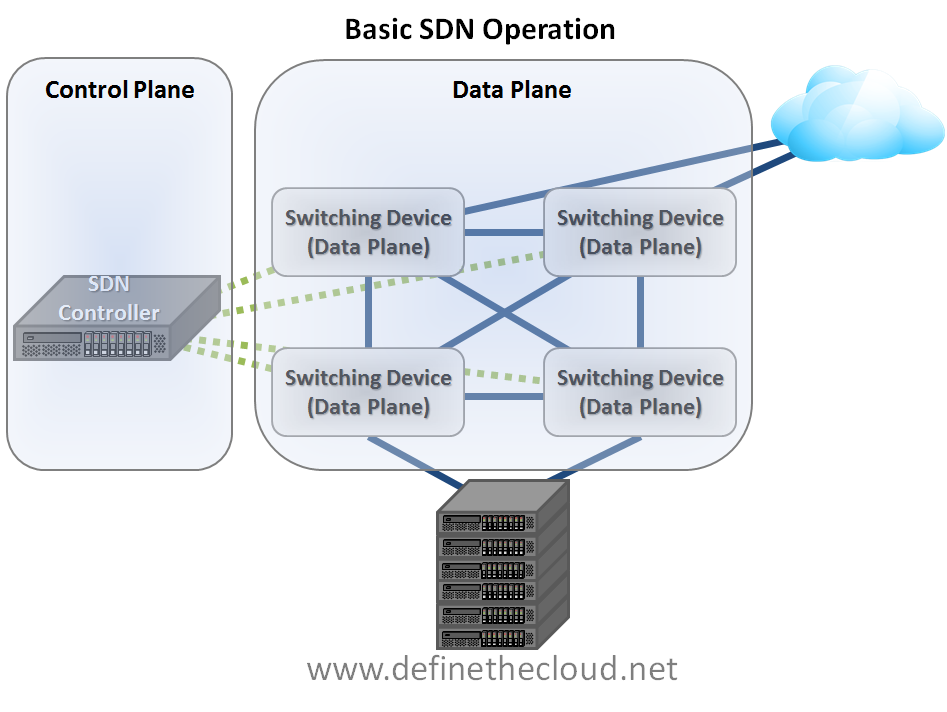 Basic SDN Operation
Control Plane
Data Plane
Switching Device
(Data Plane)
Switching Device
(Data Plane)
SDN
Controller
Switching Device
(Data Plane)
Switching Device
(Data Plane)
www.definethecloud.net